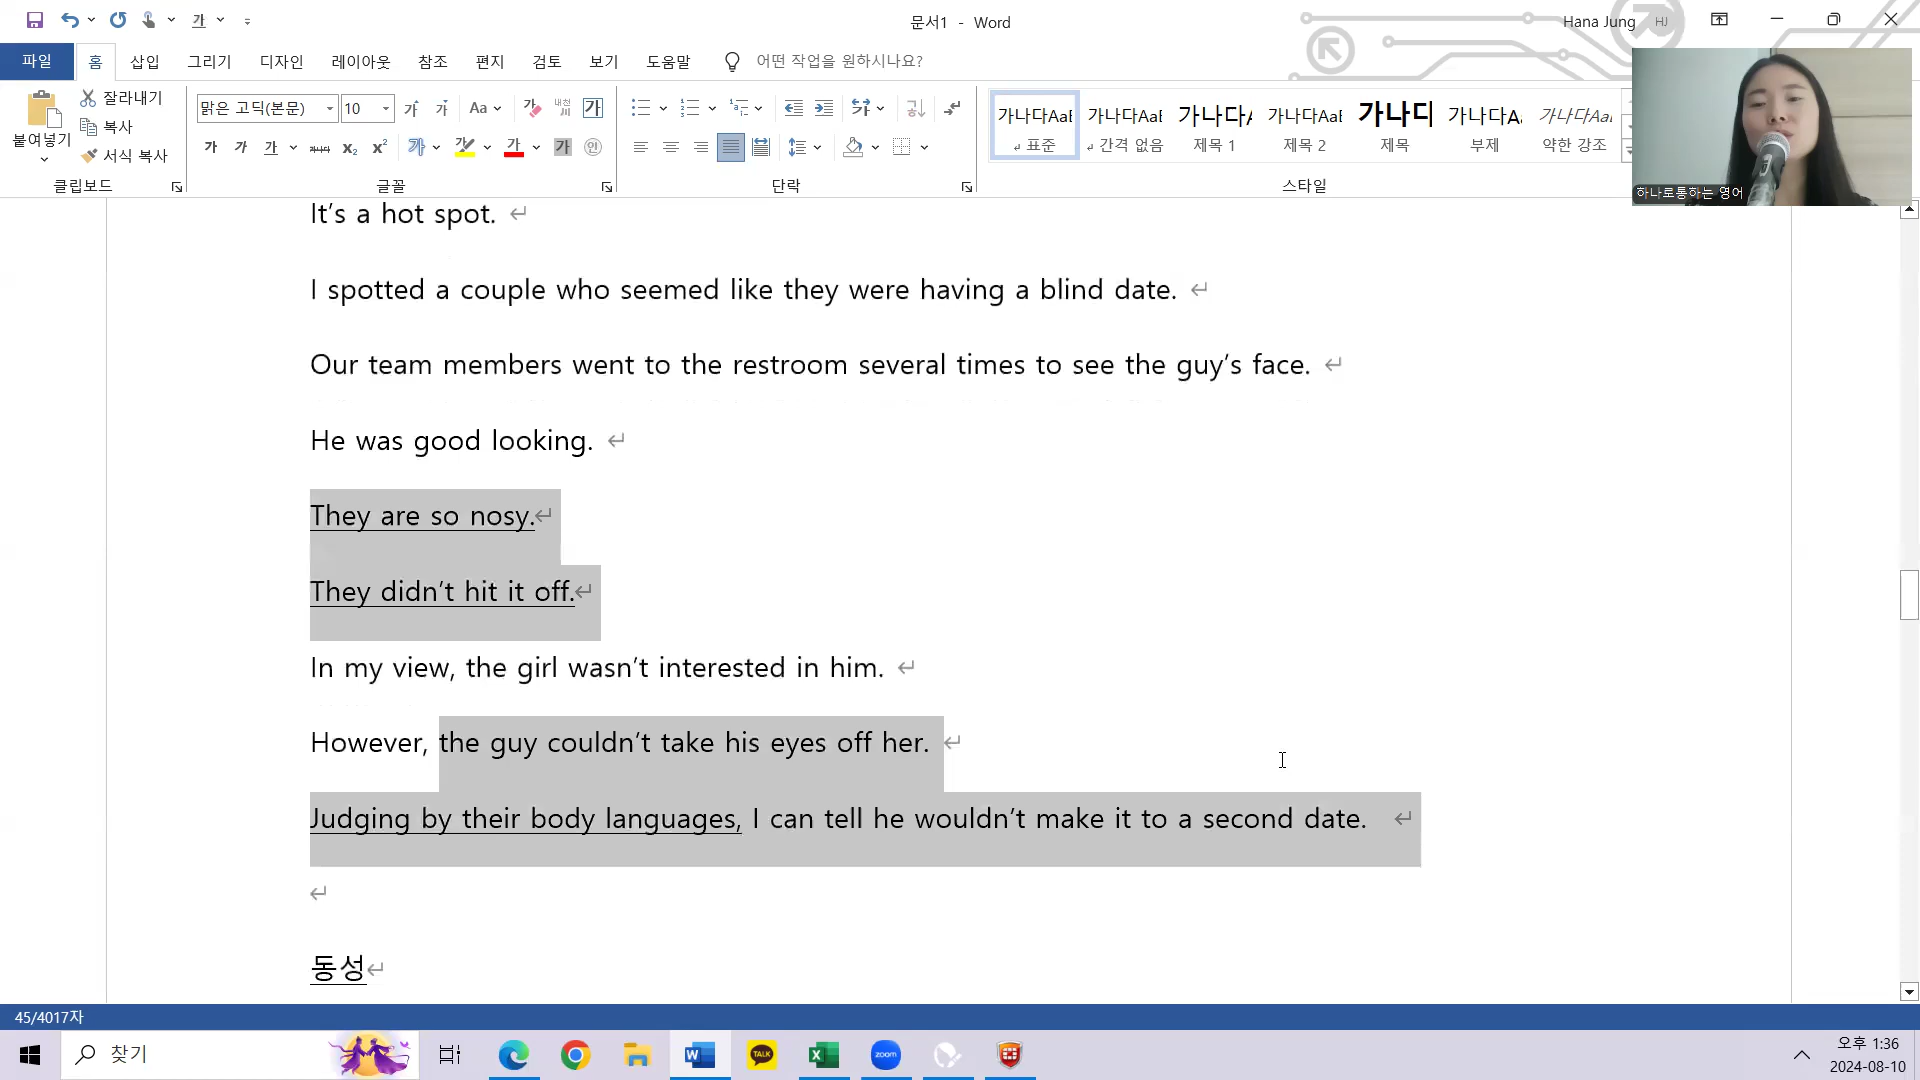 문서1 - Word
Hana Jung HJ
파일 홈 삽입 그리기 디자인 레이아웃 참조 편지 검토 보기 도움말 어떤 작업을 원하시나요?
붙여넣기
잘라내기
복사
서식 복사
클립보드
맑은 고딕(본문) 10
글꼴
단락
표준
간격 없음
제목 1
제목 2
제목
부제
약한 강조
스타일
하나로통하는 영어
It’s a hot spot.
I spotted a couple who seemed like they were having a blind date.
Our team members went to the restroom several times to see the guy’s face.
He was good looking.
They are so nosy.
They didn’t hit it off.
In my view, the girl wasn’t interested in him.
However, the guy couldn’t take his eyes off her.
Judging by their body languages, I can tell he wouldn’t make it to a second date.
동성
45/4017자
찾기
오후 1:36
2024-08-10